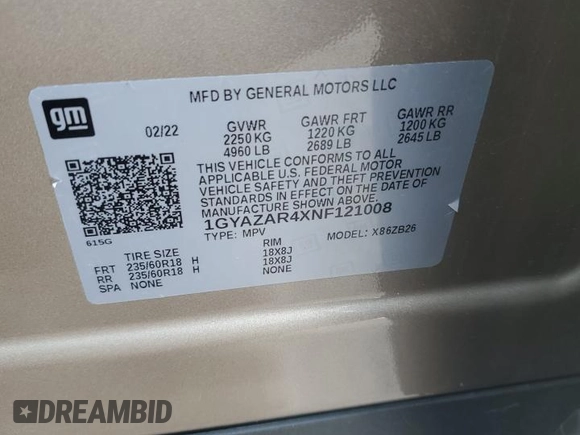 gm
MFD BY GENERAL MOTORS LLC
02/22
GVWR GAWR FRT GAWR RR
2250 KG 1220 KG 1200 KG
4960 LB 2689 LB 2645 LB
THIS VEHICLE CONFORMS TO ALL
APPLICABLE U.S. FEDERAL MOTOR
VEHICLE SAFETY AND THEFT PREVENTION
STANDARDS IN EFFECT ON THE DATE OF
MANUFACTURE SHOWN ABOVE.
1GYAZAR4XNF121008
615G
TYPE: MPV MODEL: X86ZB26
TIRE SIZE RIM
FRT 235/60R18 H 18X8J
RR 235/60R18 H 18X8J
SPA NONE NONE
DREAMBID